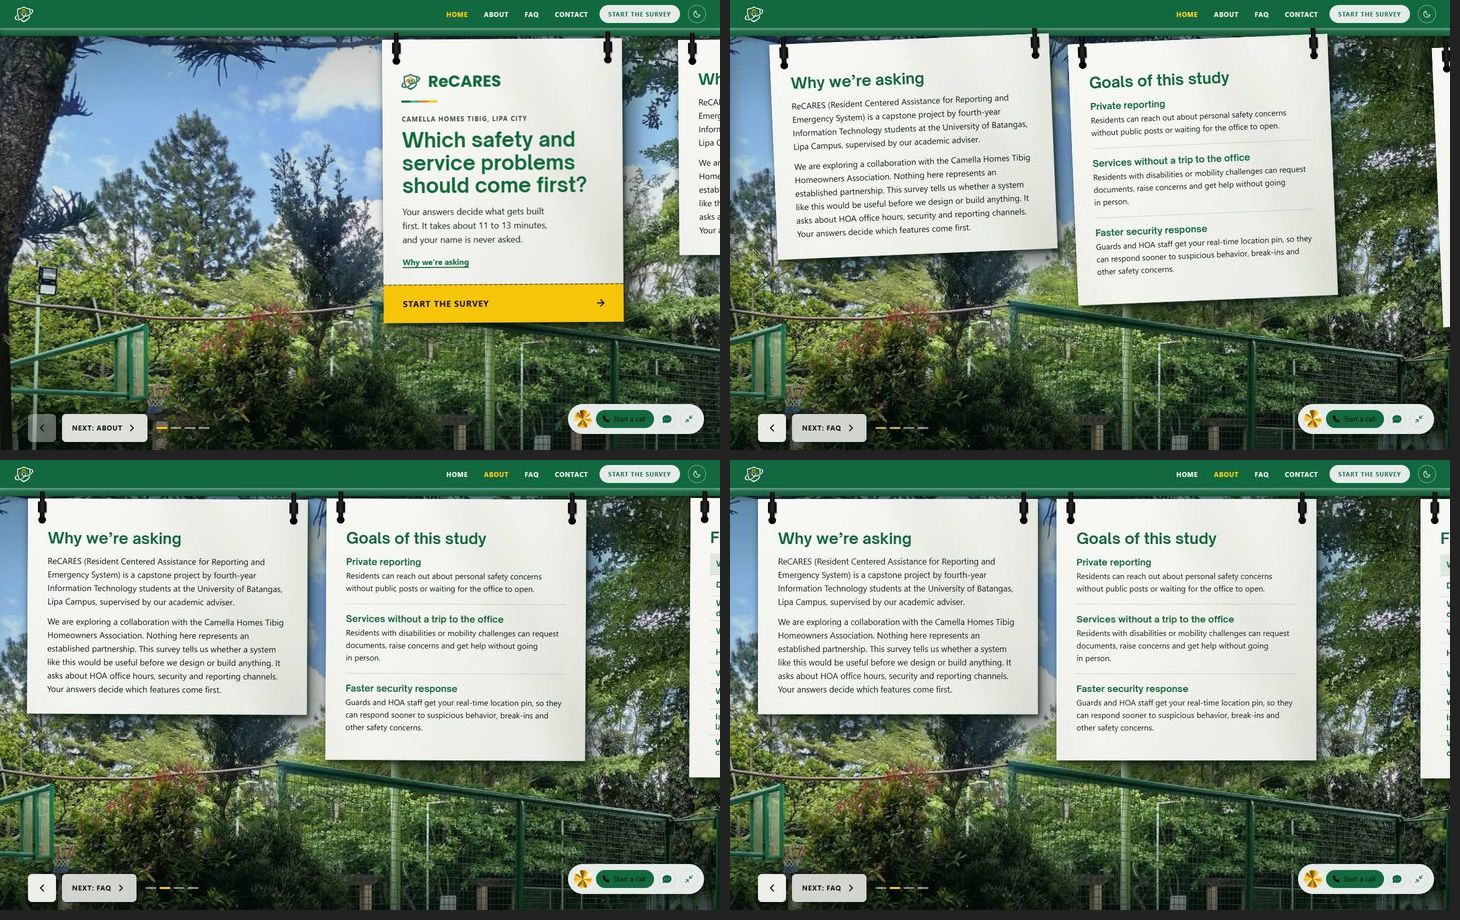 HOME ABOUT FAQ CONTACT START THE SURVEY
ReCARES
CAMELLA HOMES TIBIG, LIPA CITY
Which safety and
service problems
should come first?
Your answers decide what gets built
first. It takes about 11 to 13 minutes,
and your name is never asked.
Why we're asking
START THE SURVEY
NEXT: ABOUT
Start a call
HOME ABOUT FAQ CONTACT START THE SURVEY
Why we're asking
ReCARES (Resident Centered Assistance for Reporting and
Emergency System) is a capstone project by fourth-year
Information Technology students at the University of Batangas,
Lipa Campus, supervised by our academic adviser.
We are exploring a collaboration with the Camella Homes Tibig
Homeowners Association. Nothing here represents an
established partnership. This survey tells us whether a system
like this would be useful before we design or build anything. It
asks about HOA office hours, security and reporting channels.
Your answers decide which features come first.
Goals of this study
Private reporting
Residents can reach out about personal safety concerns
without public posts or waiting for the office to open.
Services without a trip to the office
Residents with disabilities or mobility challenges can request
documents, raise concerns and get help without going
in person.
Faster security response
Guards and HOA staff get your real-time location pin, so they
can respond sooner to suspicious behavior, break-ins and
other safety concerns.
NEXT: FAQ
Start a call
HOME ABOUT FAQ CONTACT START THE SURVEY
Why we're asking
ReCARES (Resident Centered Assistance for Reporting and
Emergency System) is a capstone project by fourth-year
Information Technology students at the University of Batangas,
Lipa Campus, supervised by our academic adviser.
We are exploring a collaboration with the Camella Homes Tibig
Homeowners Association. Nothing here represents an
established partnership. This survey tells us whether a system
like this would be useful before we design or build anything. It
asks about HOA office hours, security and reporting channels.
Your answers decide which features come first.
Goals of this study
Private reporting
Residents can reach out about personal safety concerns
without public posts or waiting for the office to open.
Services without a trip to the office
Residents with disabilities or mobility challenges can request
documents, raise concerns and get help without going
in person.
Faster security response
Guards and HOA staff get your real-time location pin, so they
can respond sooner to suspicious behavior, break-ins and
other safety concerns.
NEXT: FAQ
Start a call
HOME ABOUT FAQ CONTACT START THE SURVEY
Why we're asking
ReCARES (Resident Centered Assistance for Reporting and
Emergency System) is a capstone project by fourth-year
Information Technology students at the University of Batangas,
Lipa Campus, supervised by our academic adviser.
We are exploring a collaboration with the Camella Homes Tibig
Homeowners Association. Nothing here represents an
established partnership. This survey tells us whether a system
like this would be useful before we design or build anything. It
asks about HOA office hours, security and reporting channels.
Your answers decide which features come first.
Goals of this study
Private reporting
Residents can reach out about personal safety concerns
without public posts or waiting for the office to open.
Services without a trip to the office
Residents with disabilities or mobility challenges can request
documents, raise concerns and get help without going
in person.
Faster security response
Guards and HOA staff get your real-time location pin, so they
can respond sooner to suspicious behavior, break-ins and
other safety concerns.
NEXT: FAQ
Start a call